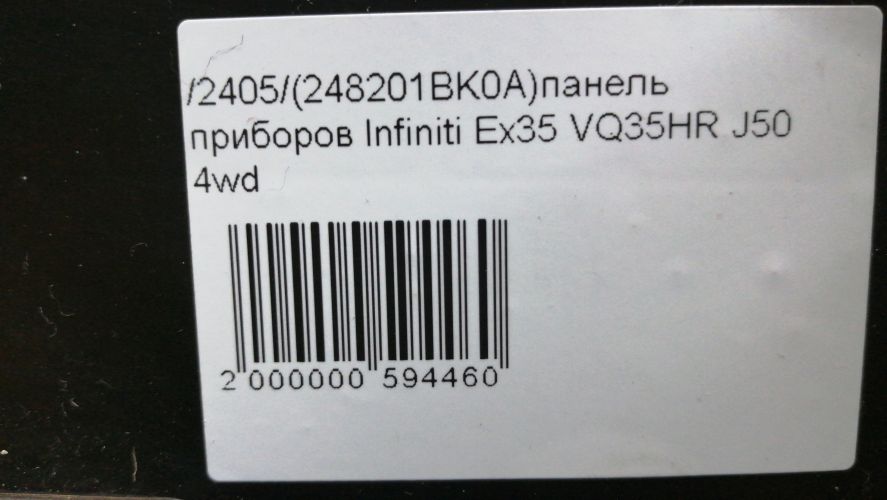 /2405/(248201BK0A)панель
приборов Infiniti Ex35 VQ35HR J50
4wd
2 000000 594460